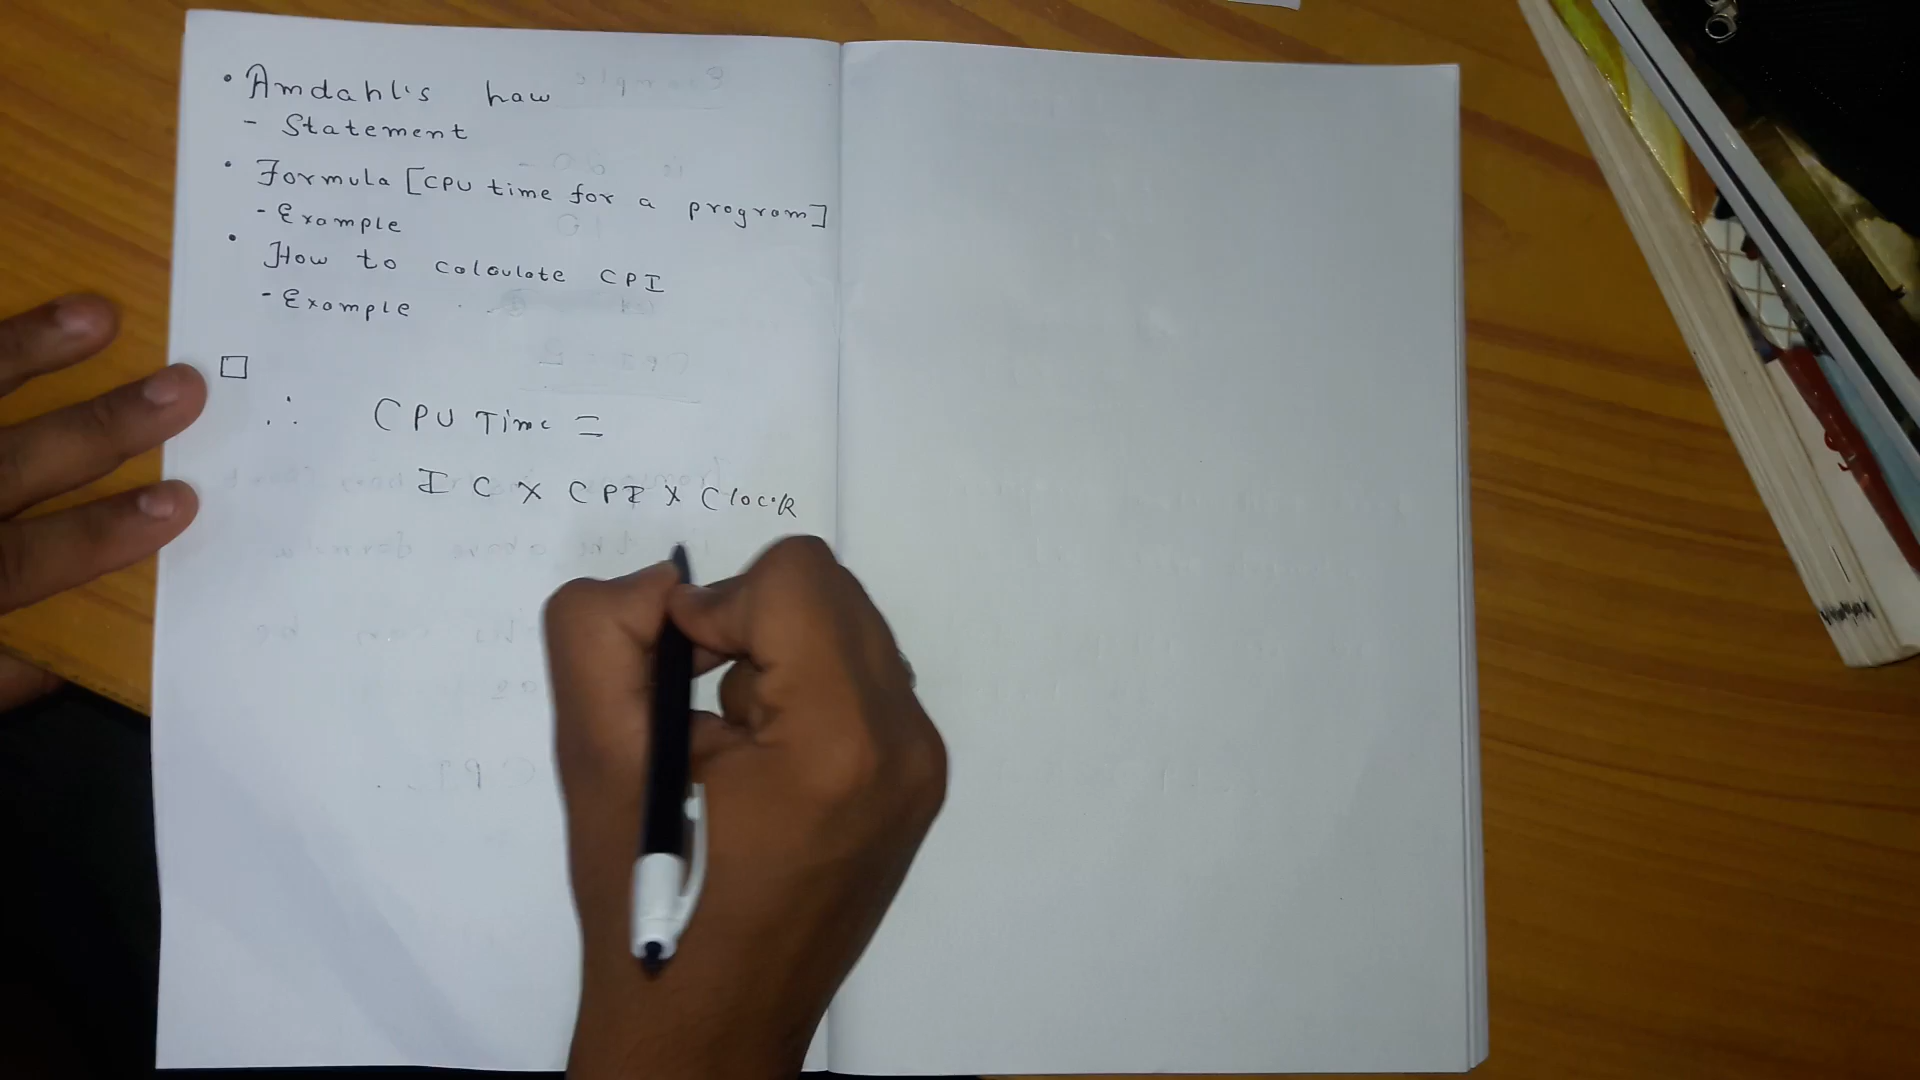 • Amdahl's Law
- Statement
• Formula [CPU time for a program]
- Example
• How to calculate CPI
- Example
∴ CPU Time =
IC X CPI X Clock